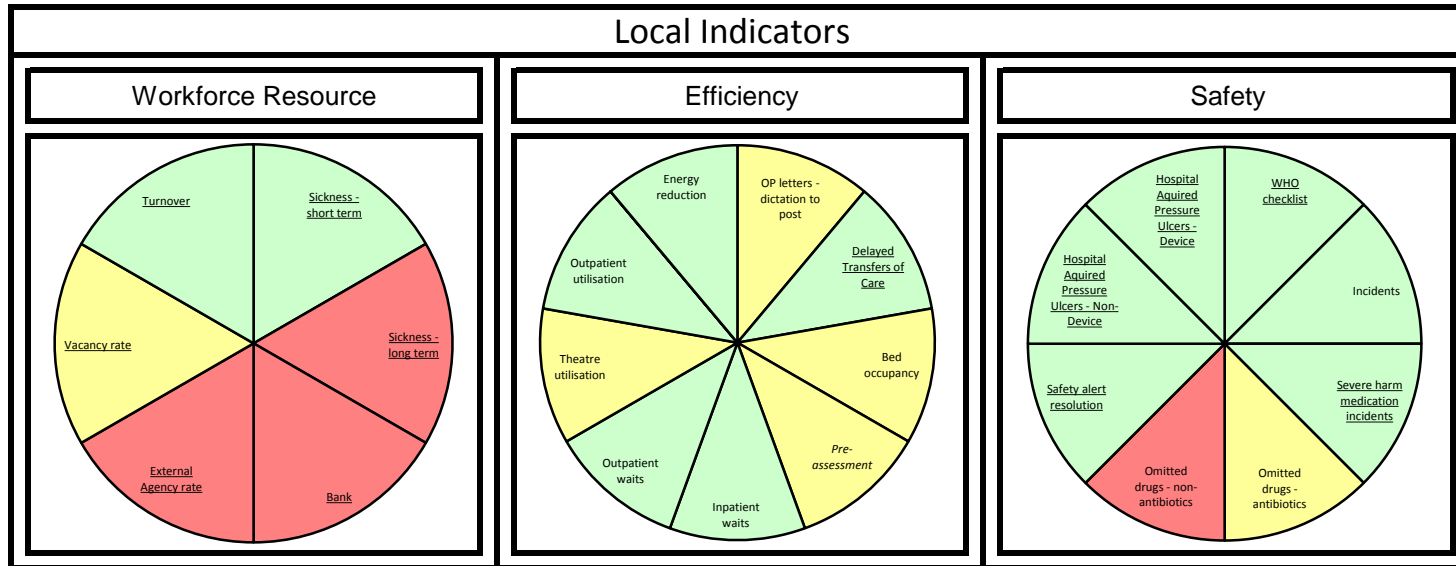 Local Indicators
Workforce Resource
Turnover
Sickness -
short term
Vacancy rate
Sickness -
long term
External
Agency rate
Bank
Efficiency
Energy
reduction
OP letters -
dictation to
post
Outpatient
utilisation
Delayed
Transfers of
Care
Theatre
utilisation
Bed
occupancy
Outpatient
waits
Pre-
assessment
Inpatient
waits
Safety
Hospital
Aquired
Pressure
Ulcers -
Device
WHO
checklist
Hospital
Aquired
Pressure
Ulcers - Non-
Device
Incidents
Safety alert
resolution
Severe harm
medication
incidents
Omitted
drugs - non-
antibiotics
Omitted
drugs -
antibiotics